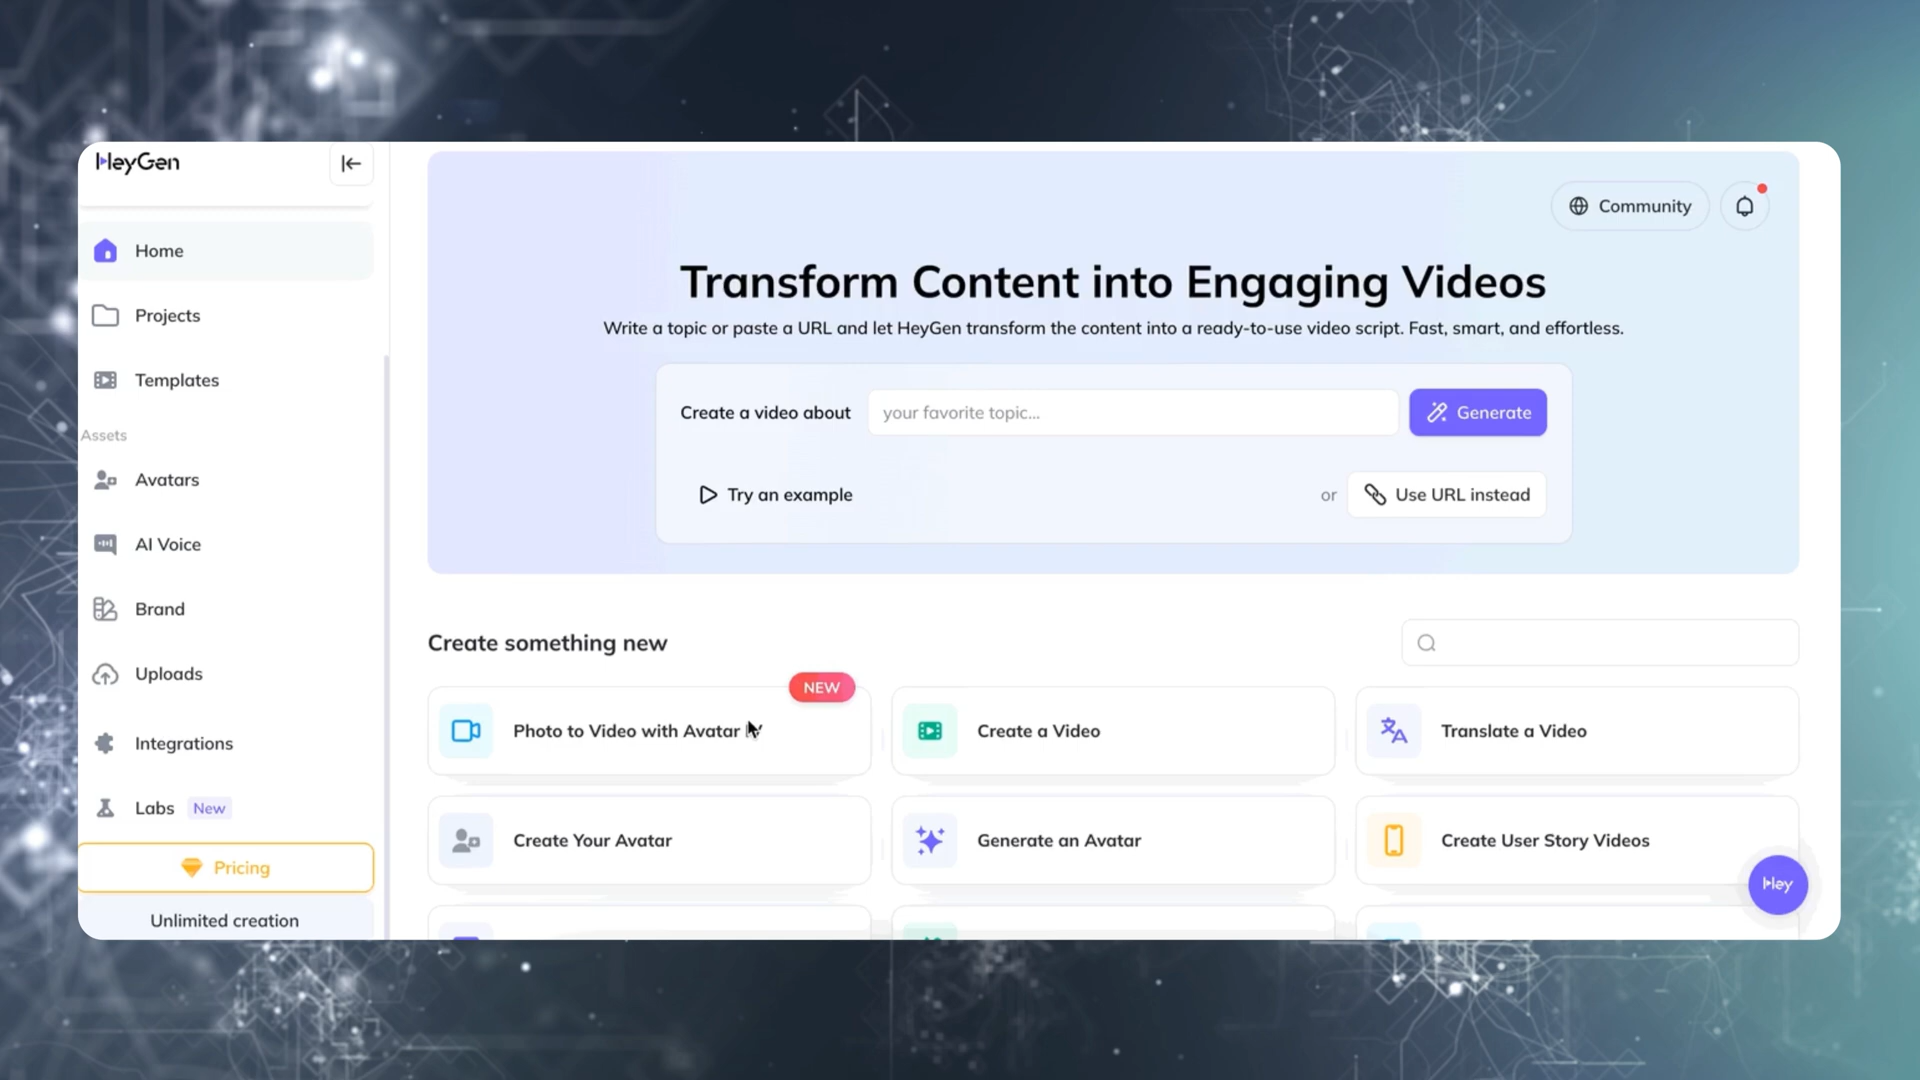 HeyGen
Home
Projects
Templates
Assets
Avatars
AI Voice
Brand
Uploads
Integrations
Labs New
Pricing
Unlimited creation
Community
Transform Content into Engaging Videos
Write a topic or paste a URL and let HeyGen transform the content into a ready-to-use video script. Fast, smart, and effortless.
Create a video about
your favorite topic...
Generate
Try an example
or
Use URL instead
Create something new
NEW
Photo to Video with Avatar
Create a Video
Translate a Video
Create Your Avatar
Generate an Avatar
Create User Story Videos
Hey